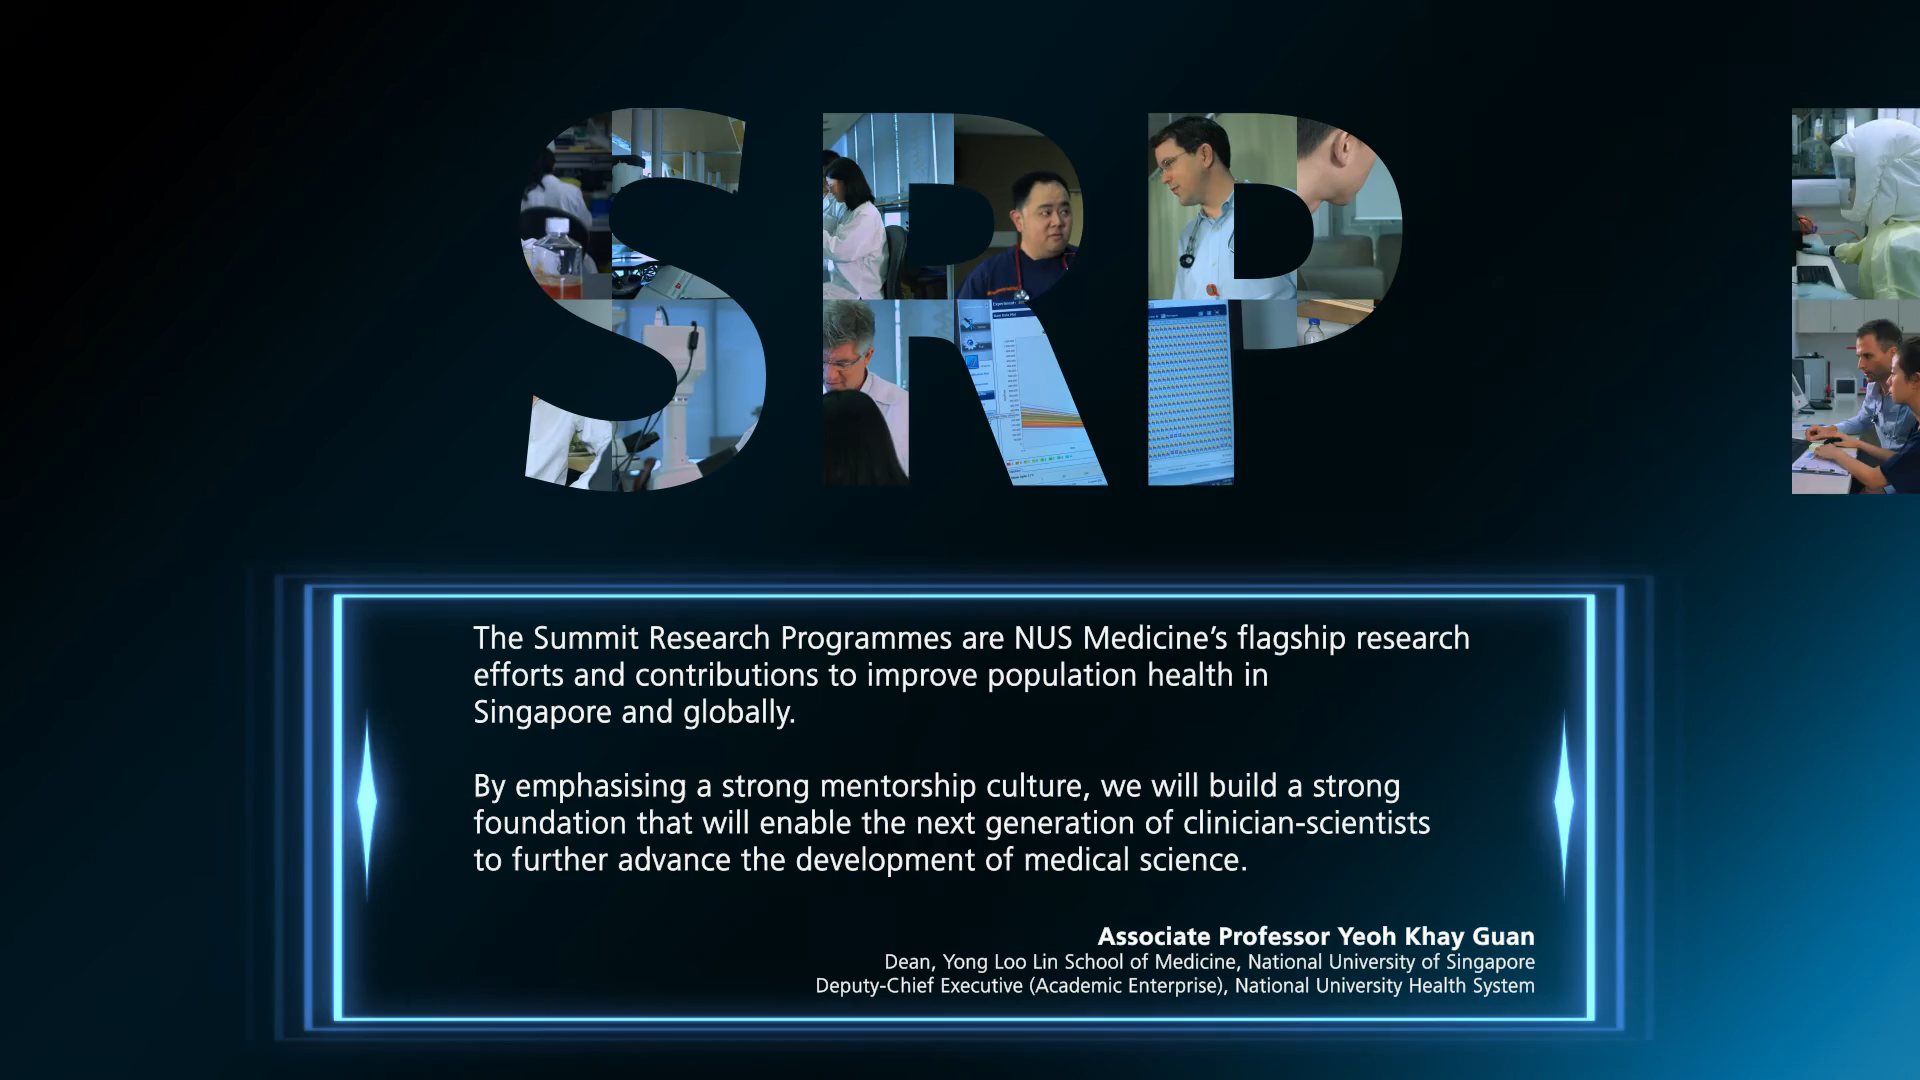 SRP
The Summit Research Programmes are NUS Medicine’s flagship research
efforts and contributions to improve population health in
Singapore and globally.
By emphasising a strong mentorship culture, we will build a strong
foundation that will enable the next generation of clinician-scientists
to further advance the development of medical science.
Associate Professor Yeoh Khay Guan
Dean, Yong Loo Lin School of Medicine, National University of Singapore
Deputy-Chief Executive (Academic Enterprise), National University Health System